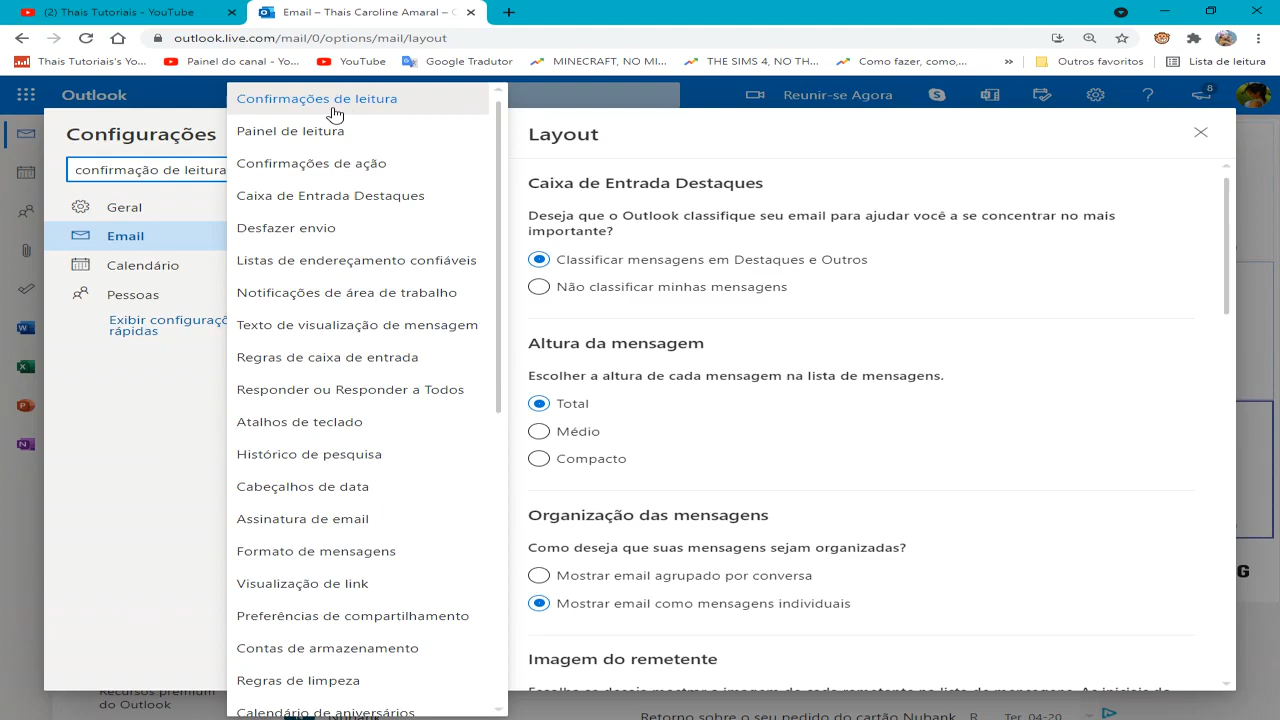 (2) Thais Tutoriais - YouTube
Email – Thais Caroline Amaral - c
outlook.live.com/mail/0/options/mail/layout
Thais Tutoriais's Yo...
Painel do canal - Yo...
YouTube
Google Tradutor
MINECRAFT, NO MI...
THE SIMS 4, NO TH...
Como fazer, como,...
»
Outros favoritos
Lista de leitura
Outlook
Reunir-se Agora
8
Configurações
confirmação de leitura
Geral
Email
Calendário
Pessoas
Exibir configuraçõ
rápidas
Confirmações de leitura
Painel de leitura
Confirmações de ação
Caixa de Entrada Destaques
Desfazer envio
Listas de endereçamento confiáveis
Notificações de área de trabalho
Texto de visualização de mensagem
Regras de caixa de entrada
Responder ou Responder a Todos
Atalhos de teclado
Histórico de pesquisa
Cabeçalhos de data
Assinatura de email
Formato de mensagens
Visualização de link
Preferências de compartilhamento
Contas de armazenamento
Regras de limpeza
Calendário de aniversários
Layout
Caixa de Entrada Destaques
Deseja que o Outlook classifique seu email para ajudar você a se concentrar no mais
importante?
Classificar mensagens em Destaques e Outros
Não classificar minhas mensagens
Altura da mensagem
Escolher a altura de cada mensagem na lista de mensagens.
Total
Médio
Compacto
Organização das mensagens
Como deseja que suas mensagens sejam organizadas?
Mostrar email agrupado por conversa
Mostrar email como mensagens individuais
Imagem do remetente
Recursos premium
do Outlook
Nubank
Retorno sobre o seu pedido do cartão Nubank R
Ter 04-20